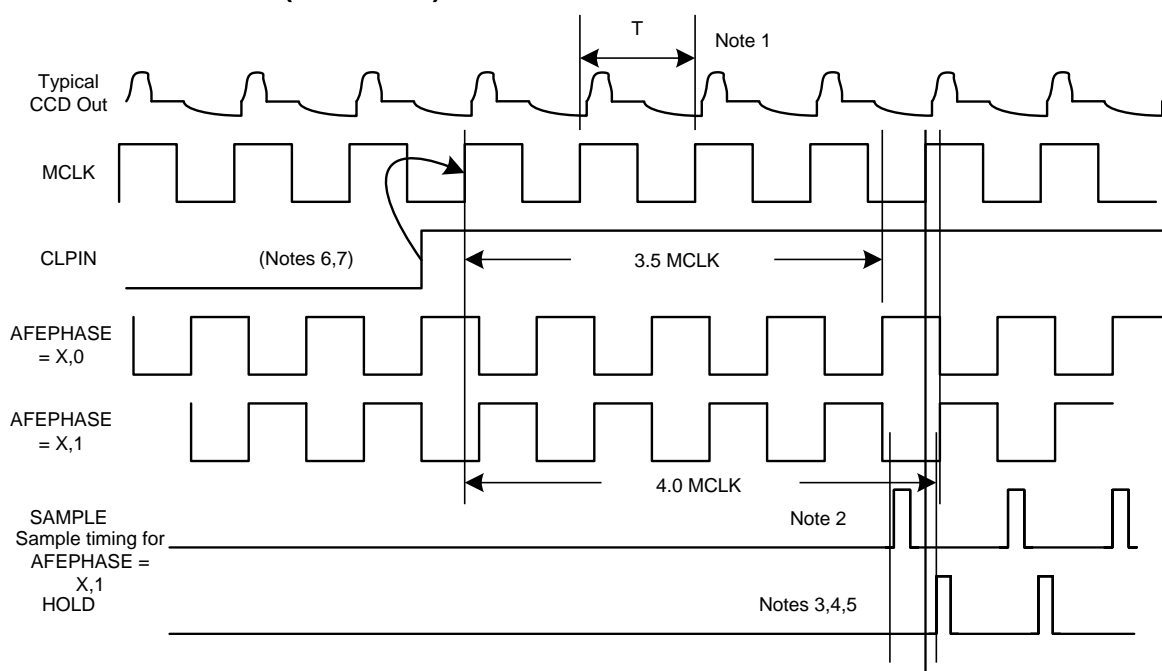 T
Note 1
Typical
CCD Out
MCLK
CLPIN
(Notes 6,7)
3.5 MCLK
AFEPHASE
= X,0
AFEPHASE
= X,1
4.0 MCLK
SAMPLE
Sample timing for
AFEPHASE =
X,1
Note 2
HOLD
Notes 3,4,5